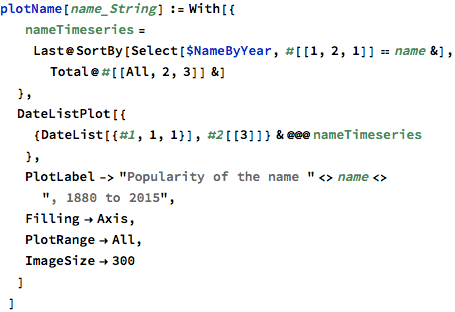 plotName[name_String] := With[{
nameTimeseries =
Last@SortBy[Select[$NameByYear, #[[1, 2, 1]] == name &],
Total@#[[All, 2, 3]] &]
},
DateListPlot[{
{DateList[{#1, 1, 1}], #2[[3]]} & @@@ nameTimeseries
},
PlotLabel -> "Popularity of the name " <> name <>
", 1880 to 2015",
Filling → Axis,
PlotRange → All,
ImageSize → 300
]
]